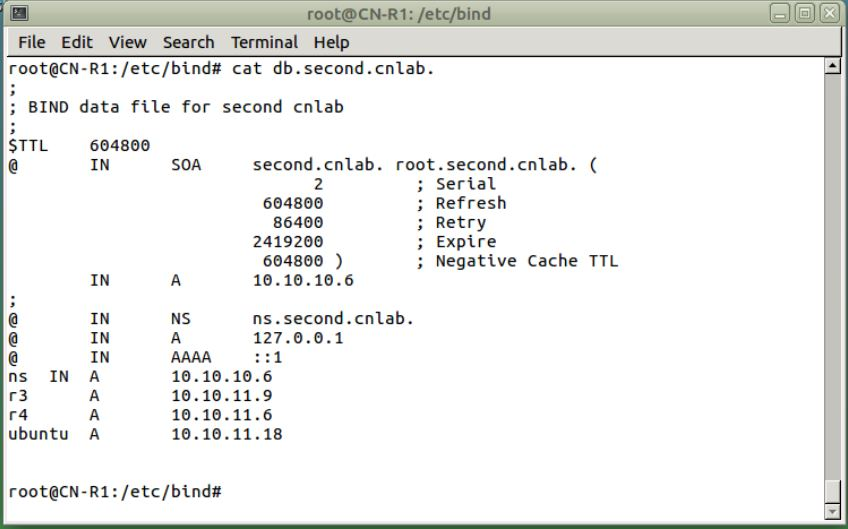 root@CN-R1: /etc/bind
File Edit View Search Terminal Help
root@CN-R1:/etc/bind# cat db.second.cnlab.
;
; BIND data file for second cnlab
;
$TTL    604800
@       IN      SOA     second.cnlab. root.second.cnlab. (
                              2         ; Serial
                         604800         ; Refresh
                          86400         ; Retry
                        2419200         ; Expire
                         604800 )       ; Negative Cache TTL
        IN      A       10.10.10.6
;
@       IN      NS      ns.second.cnlab.
@       IN      A       127.0.0.1
@       IN      AAAA    ::1
ns  IN  A       10.10.10.6
r3      A       10.10.11.9
r4      A       10.10.11.6
ubuntu  A       10.10.11.18
root@CN-R1:/etc/bind#